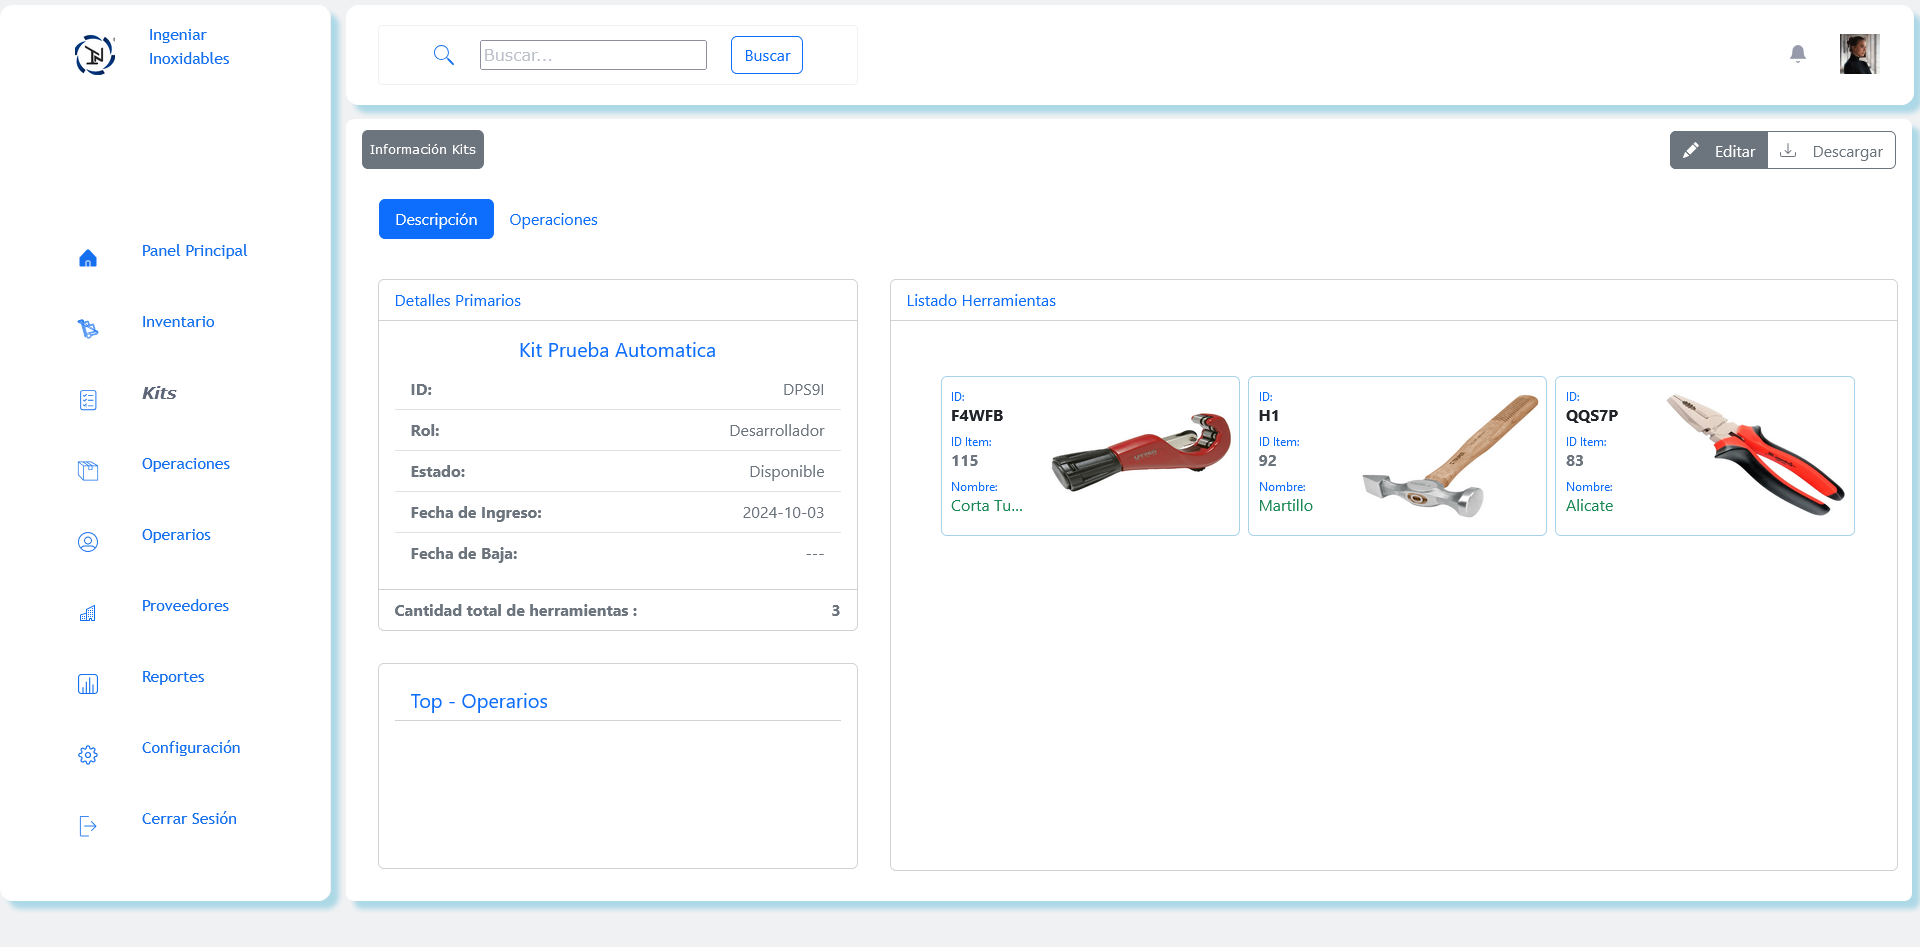 Ingeniar
Inoxidables
Panel Principal
Inventario
Kits
Operaciones
Operarios
Proveedores
Reportes
Configuración
Cerrar Sesión
Buscar...
Buscar
Información Kits
Editar
Descargar
Descripción
Operaciones
Detalles Primarios
Kit Prueba Automatica
ID: DPS9I
Rol: Desarrollador
Estado: Disponible
Fecha de Ingreso: 2024-10-03
Fecha de Baja: ---
Cantidad total de herramientas : 3
Top - Operarios
Listado Herramientas
ID:
F4WFB
ID Item:
115
Nombre:
Corta Tu...
ID:
H1
ID Item:
92
Nombre:
Martillo
ID:
QQS7P
ID Item:
83
Nombre:
Alicate